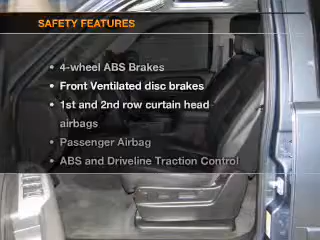 SAFETY FEATURES
• 4-wheel ABS Brakes
• Front Ventilated disc brakes
• 1st and 2nd row curtain head
airbags
• Passenger Airbag
• ABS and Driveline Traction Control